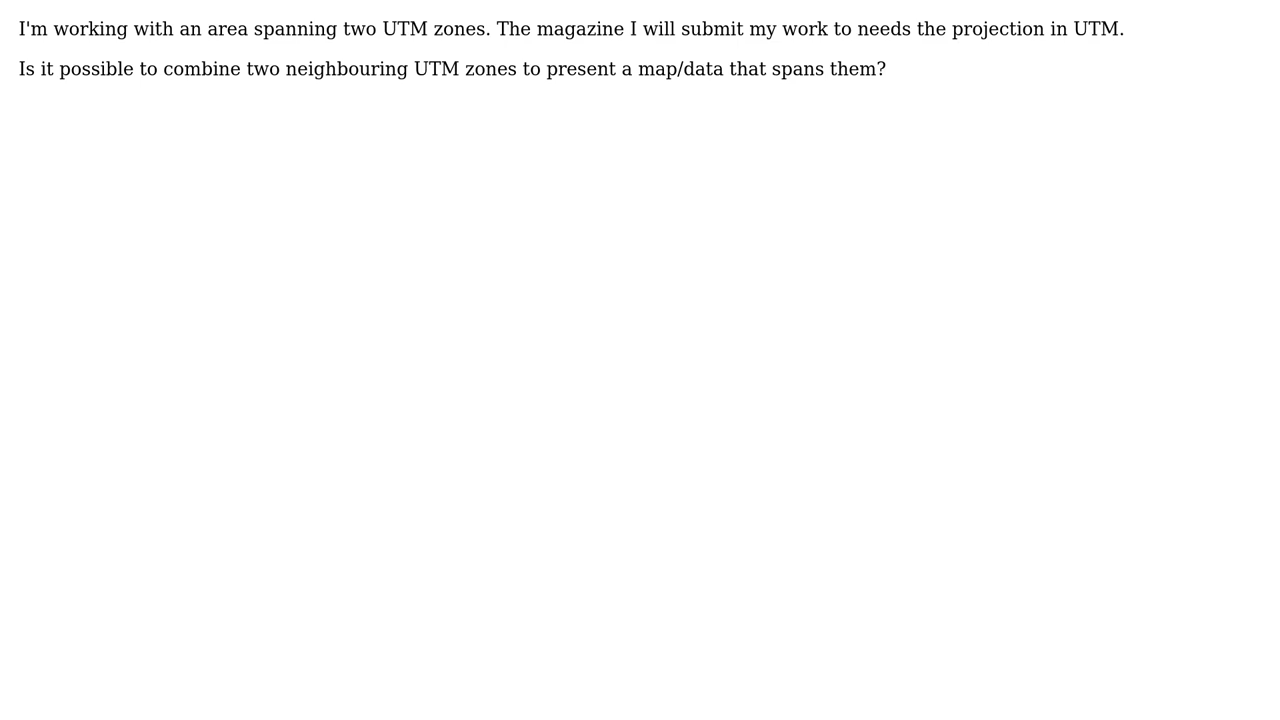 I'm working with an area spanning two UTM zones. The magazine I will submit my work to needs the projection in UTM.
Is it possible to combine two neighbouring UTM zones to present a map/data that spans them?